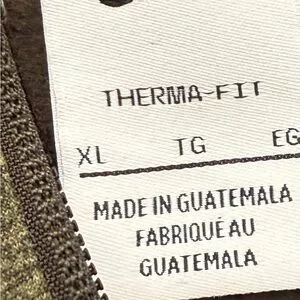 THERMA-FIT
XL TG EG
MADE IN GUATEMALA
FABRIQUÉ AU
GUATEMALA